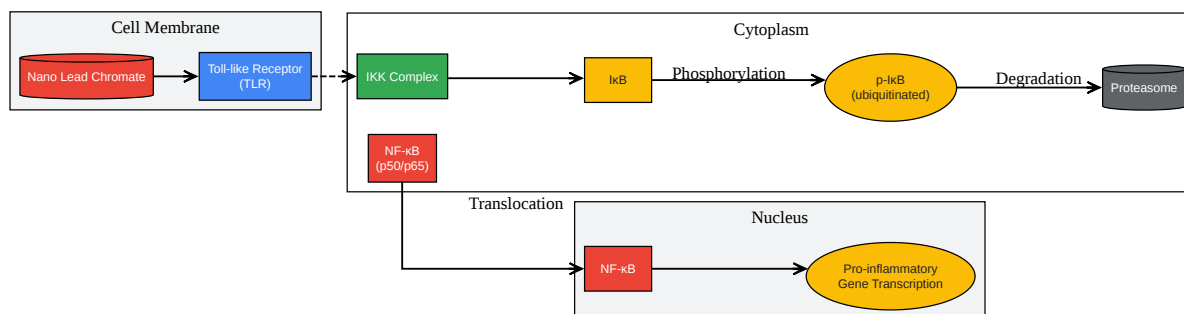 Cell Membrane
Nano Lead Chromate
Toll-like Receptor
(TLR)
Cytoplasm
IKK Complex
IκB
Phosphorylation
p-IκB
(ubiquitinated)
Degradation
Proteasome
NF-κB
(p50/p65)
Translocation
Nucleus
NF-κB
Pro-inflammatory
Gene Transcription